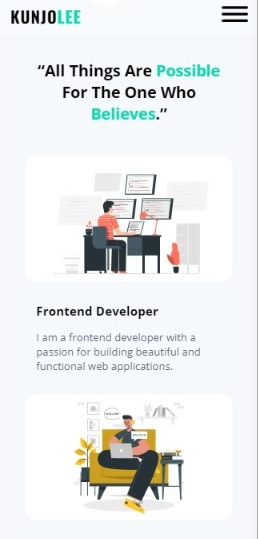 KUNJOLEE
“All Things Are Possible
For The One Who
Believes.”
Frontend Developer
I am a frontend developer with a
passion for building beautiful and
functional web applications.